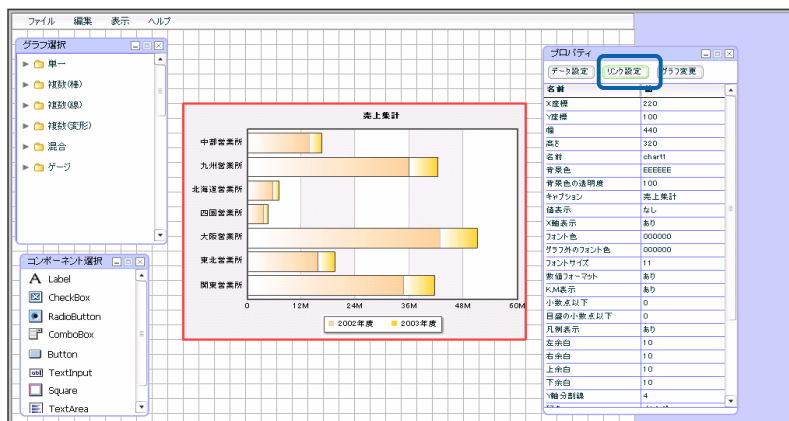 ファイル 編集 表示 ヘルプ
グラフ選択
単一
複数(棒)
複数(線)
複数(変形)
混合
ゲージ
コンポーネント選択
Label
CheckBox
RadioButton
ComboBox
Button
TextInput
Square
TextArea
売上集計
中部営業所
九州営業所
北海道営業所
四国営業所
大阪営業所
東北営業所
関東営業所
0 12M 24M 36M 48M 60M
2002年度 2003年度
プロパティ
データ設定 リンク設定 グラフ変更
名前 値
X座標 220
Y座標 100
幅 440
高さ 320
名前 chart1
背景色 EEEEEE
背景色の透明度 100
キャプション 売上集計
値表示 なし
X軸表示 あり
フォント色 000000
グラフ外のフォント色 000000
フォントサイズ 11
数値フォーマット あり
K,M表示 あり
小数点以下 0
目盛の小数点以下 0
凡例表示 あり
左余白 10
右余白 10
上余白 10
下余白 10
Y軸分割線 4